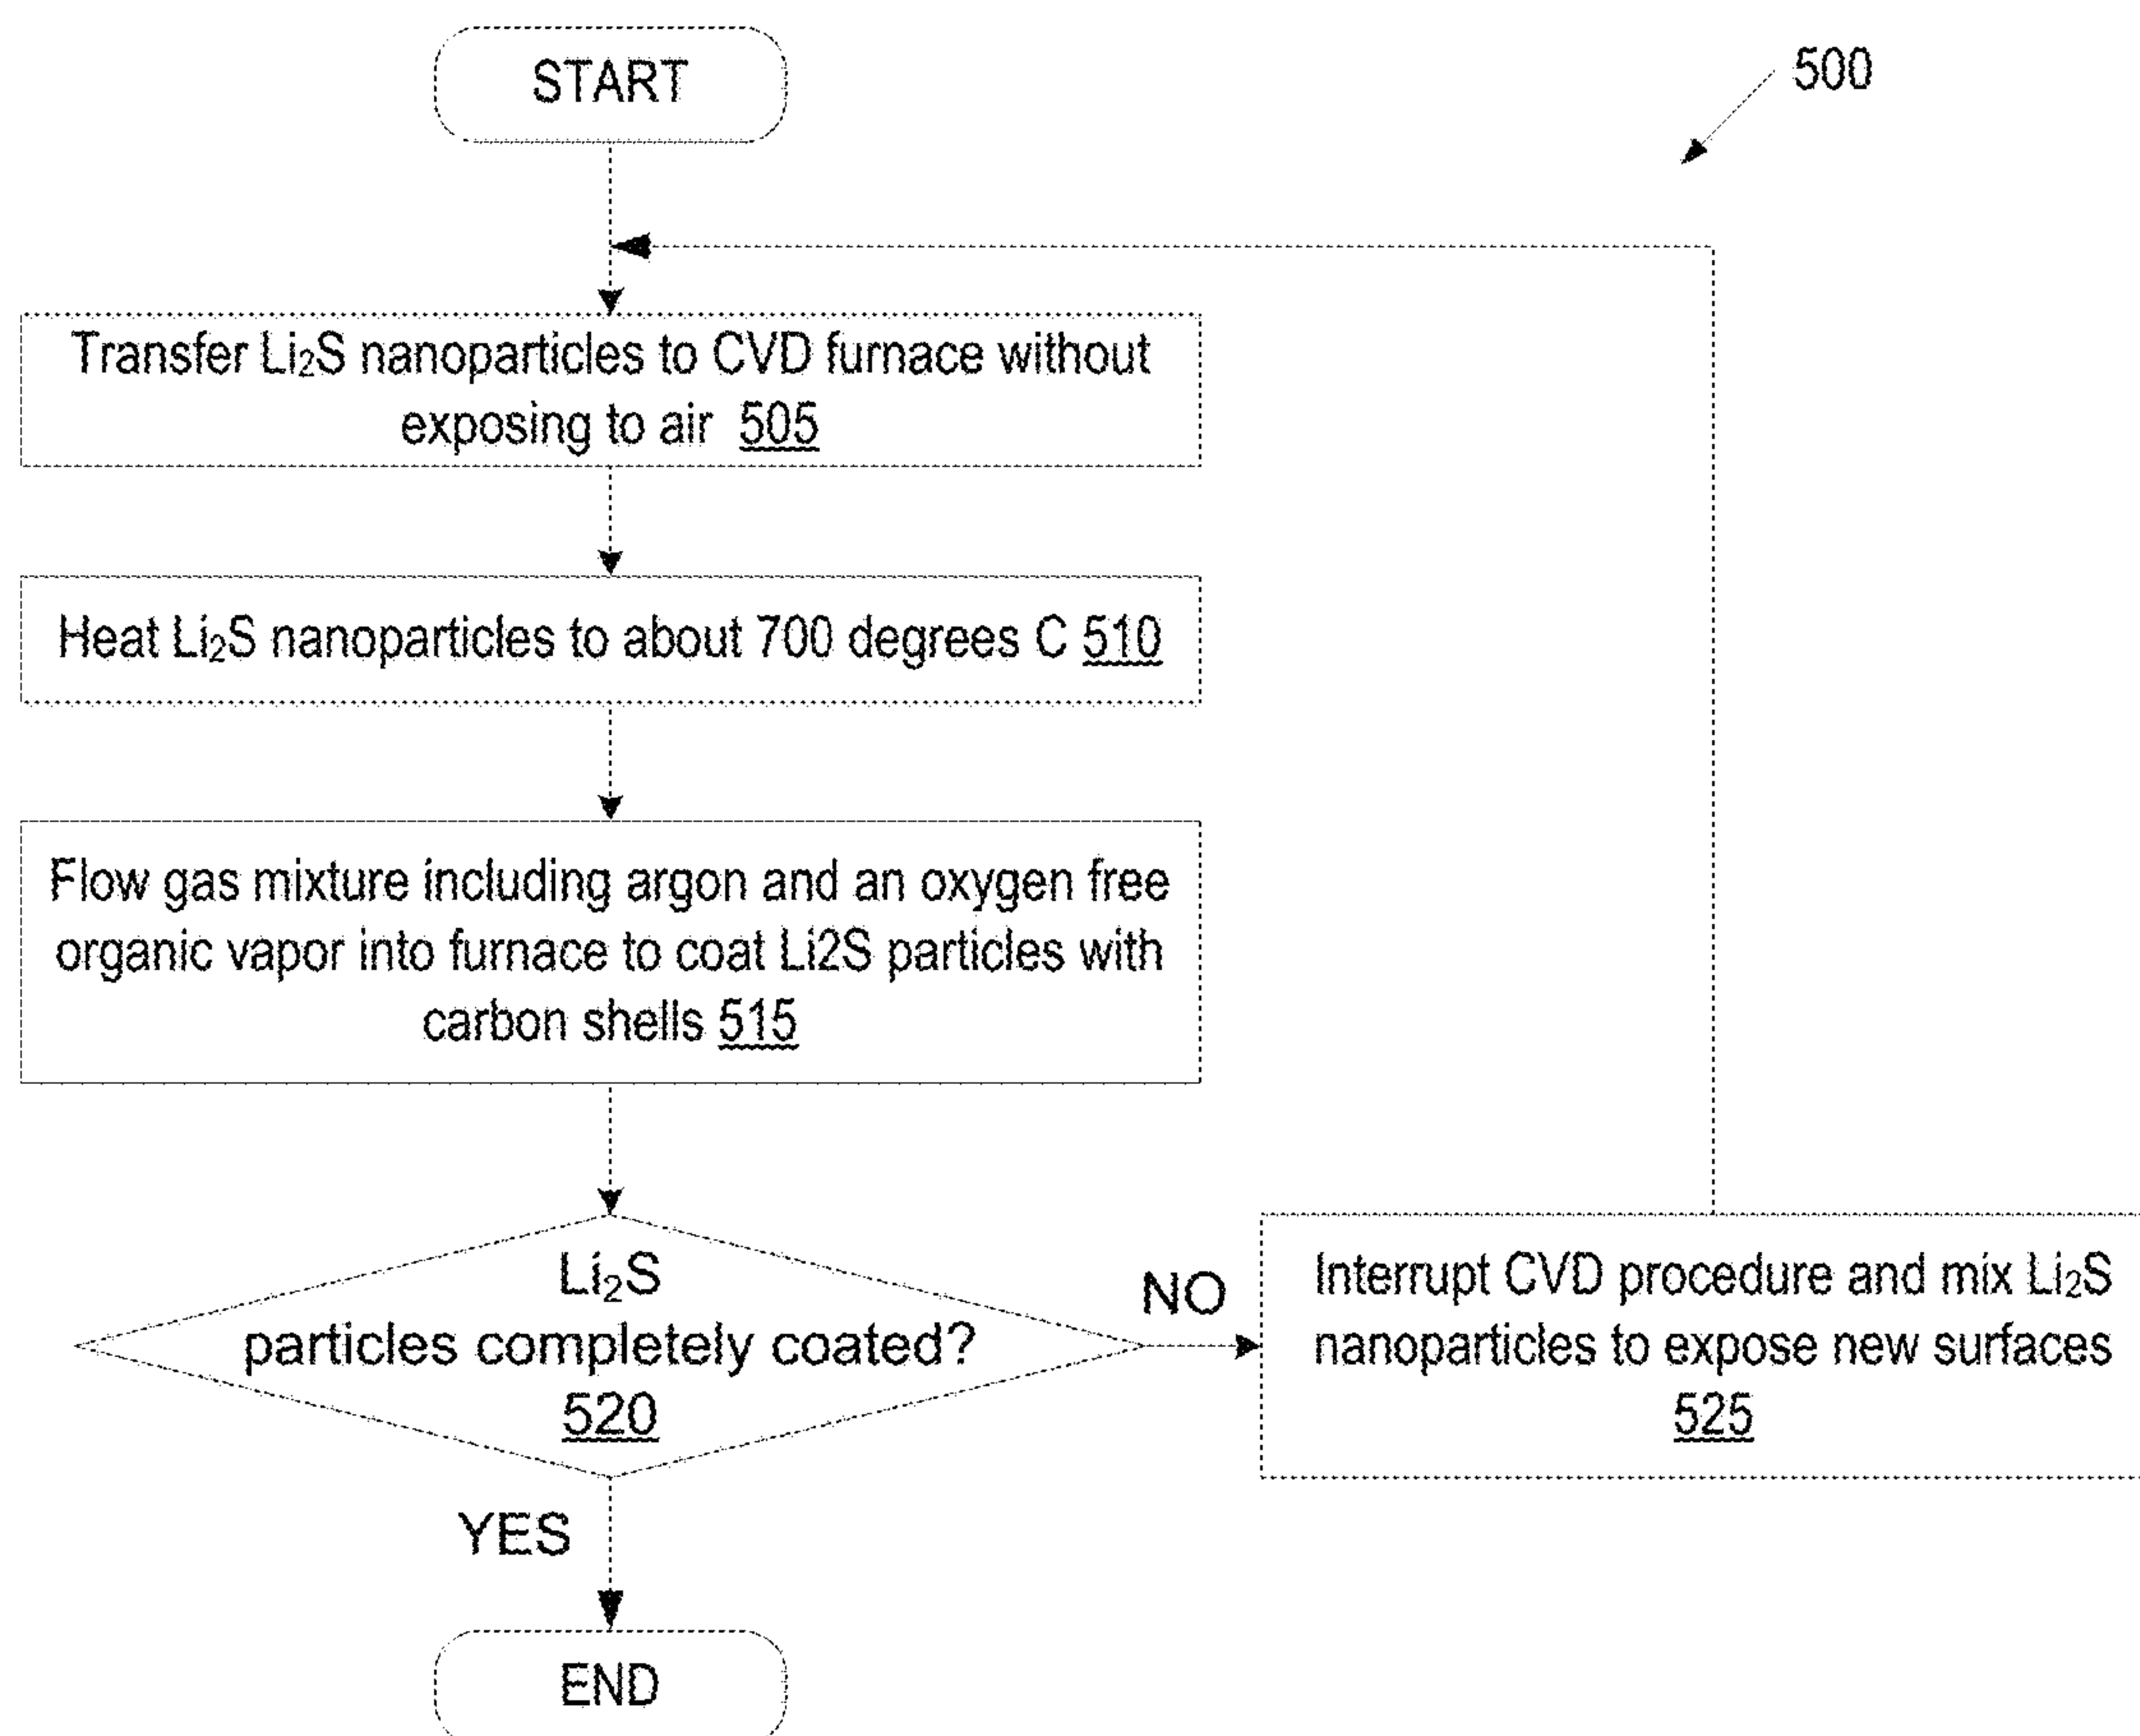 START
500
Transfer Li₂S nanoparticles to CVD furnace without
exposing to air 505
Heat Li₂S nanoparticles to about 700 degrees C 510
Flow gas mixture including argon and an oxygen free
organic vapor into furnace to coat Li2S particles with
carbon shells 515
Li₂S
particles completely coated?
520
NO
Interrupt CVD procedure and mix Li₂S
nanoparticles to expose new surfaces
525
YES
END